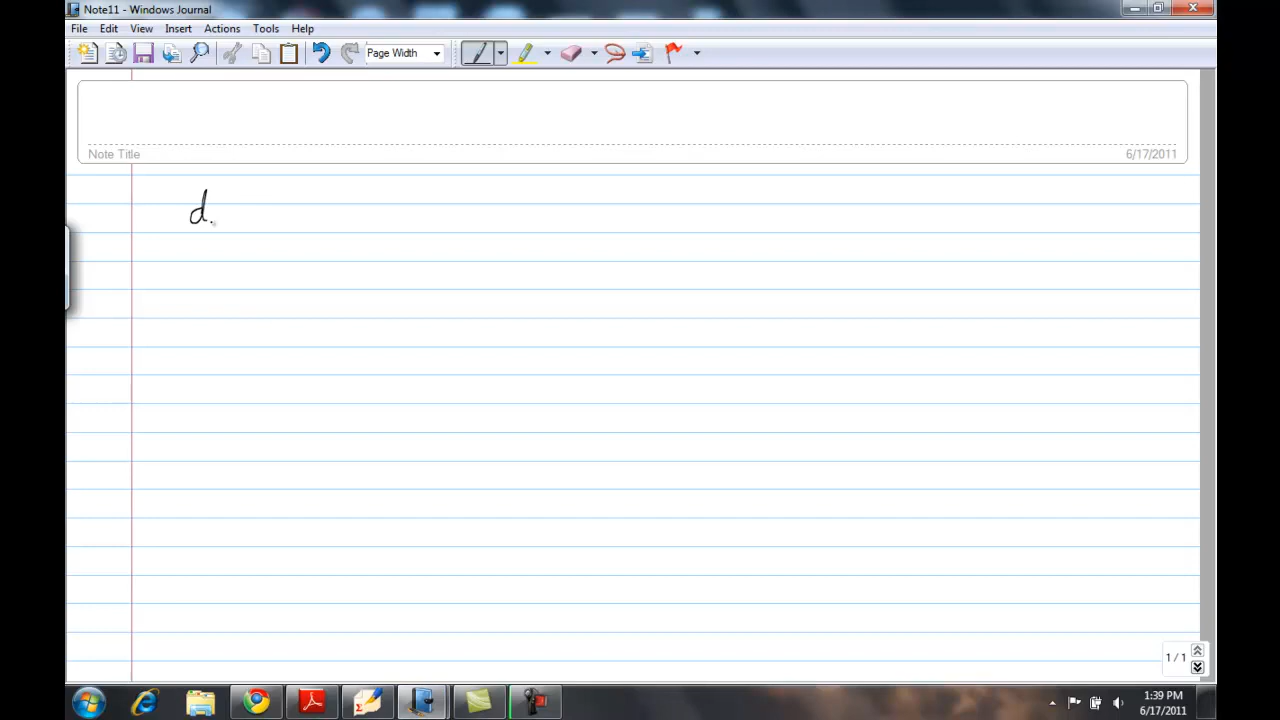 Note11 - Windows Journal
File Edit View Insert Actions Tools Help
Page Width
Note Title
6/17/2011
d.
1 / 1
1:39 PM
6/17/2011